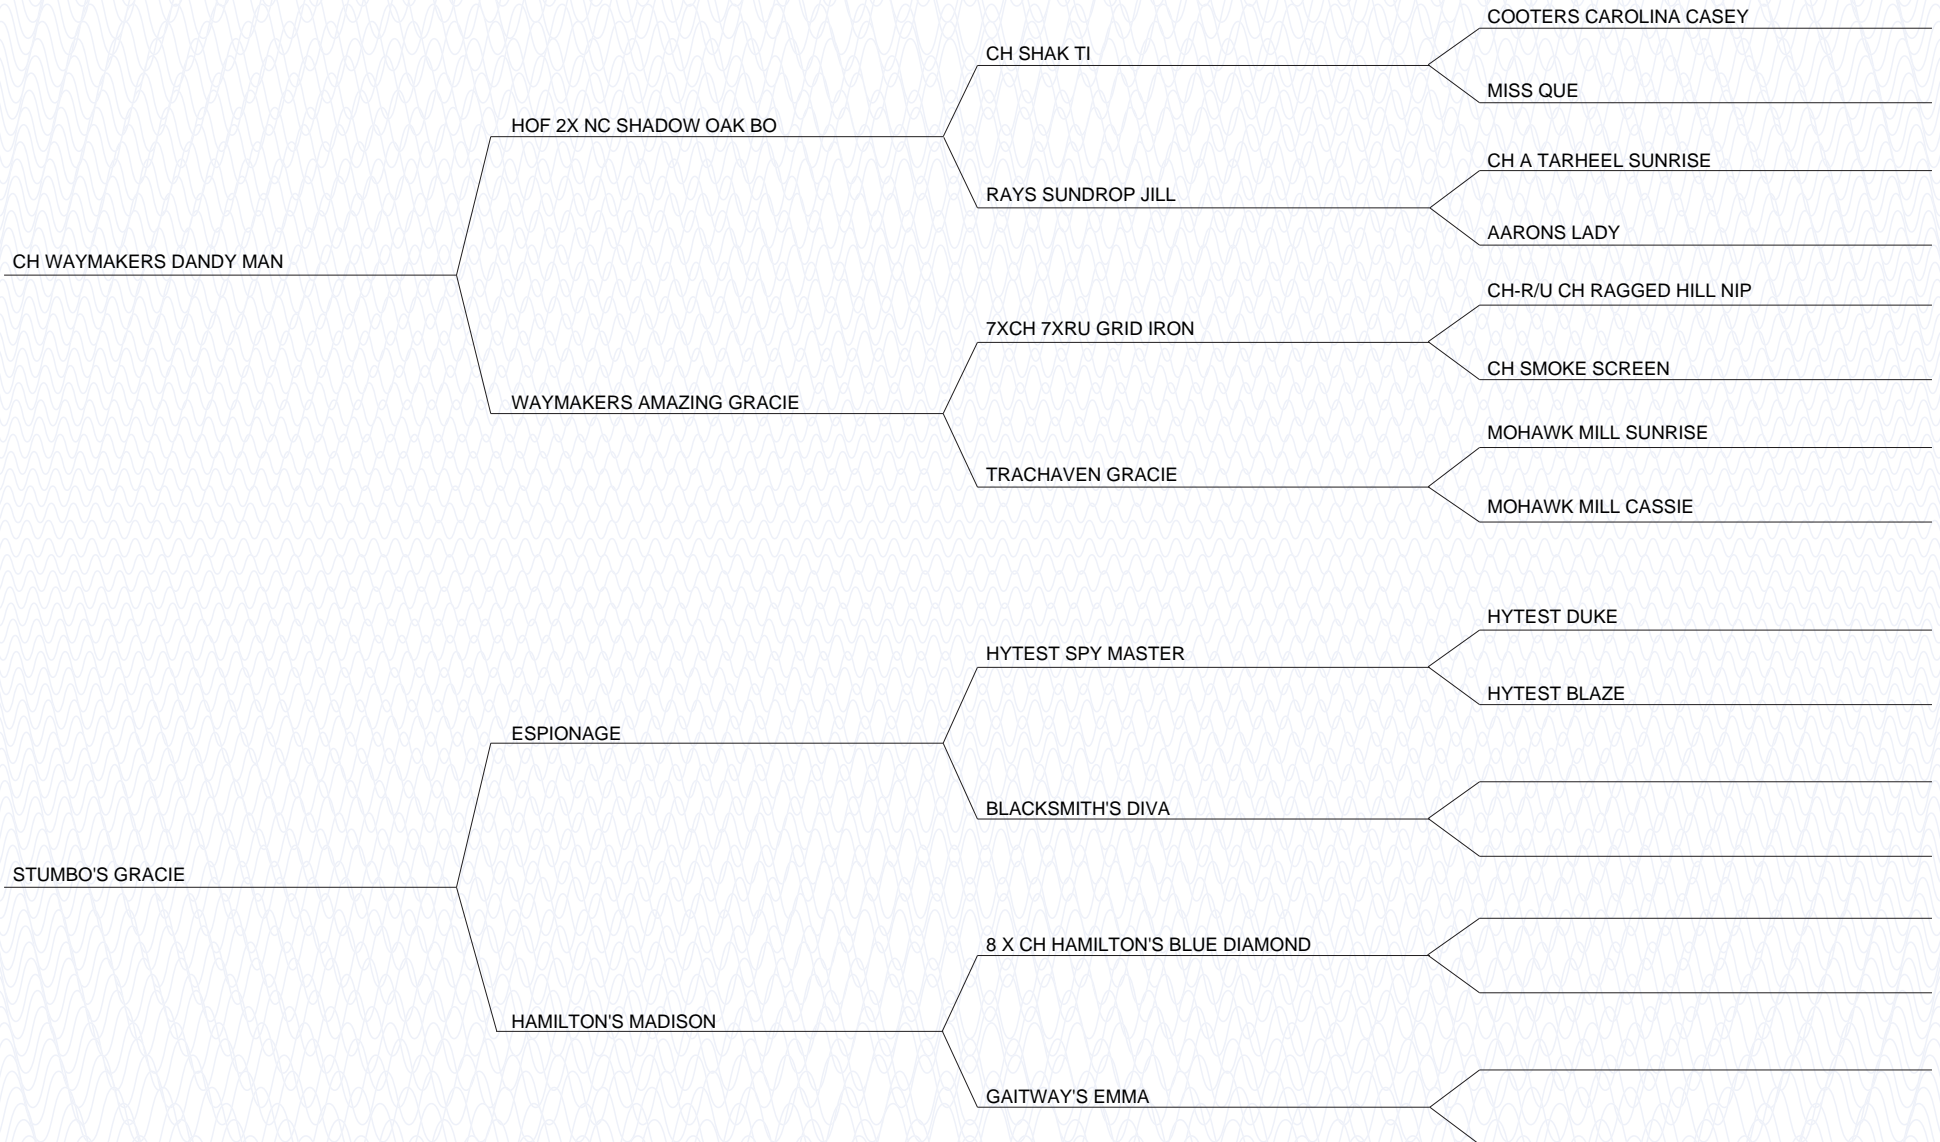 COOTERS CAROLINA CASEY
CH SHAK TI
MISS QUE
HOF 2X NC SHADOW OAK BO
CH A TARHEEL SUNRISE
RAYS SUNDROP JILL
AARONS LADY
CH WAYMAKERS DANDY MAN
CH-R/U CH RAGGED HILL NIP
7XCH 7XRU GRID IRON
CH SMOKE SCREEN
WAYMAKERS AMAZING GRACIE
MOHAWK MILL SUNRISE
TRACHAVEN GRACIE
MOHAWK MILL CASSIE
HYTEST DUKE
HYTEST SPY MASTER
HYTEST BLAZE
ESPIONAGE
BLACKSMITH'S DIVA
STUMBO'S GRACIE
8 X CH HAMILTON'S BLUE DIAMOND
HAMILTON'S MADISON
GAITWAY'S EMMA